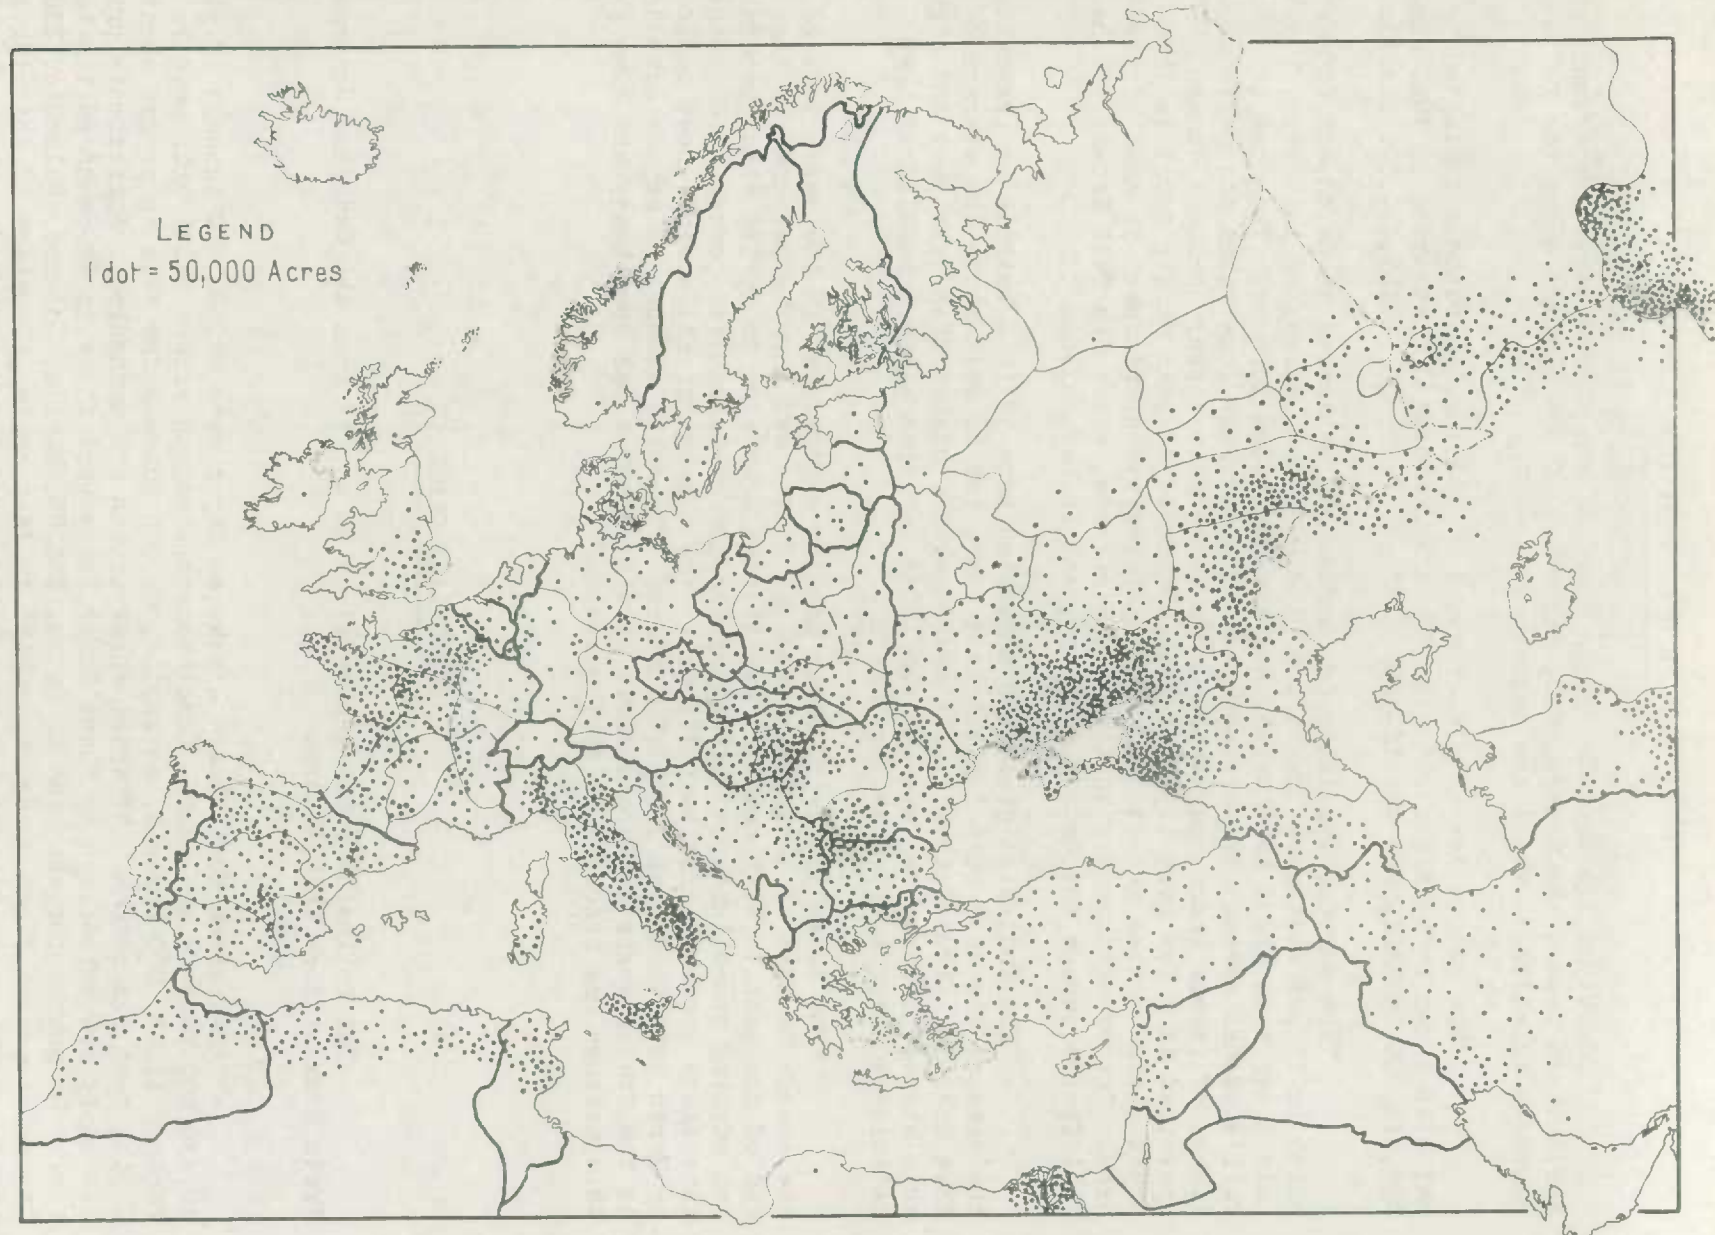 LEGEND
1 dot = 50,000 Acres